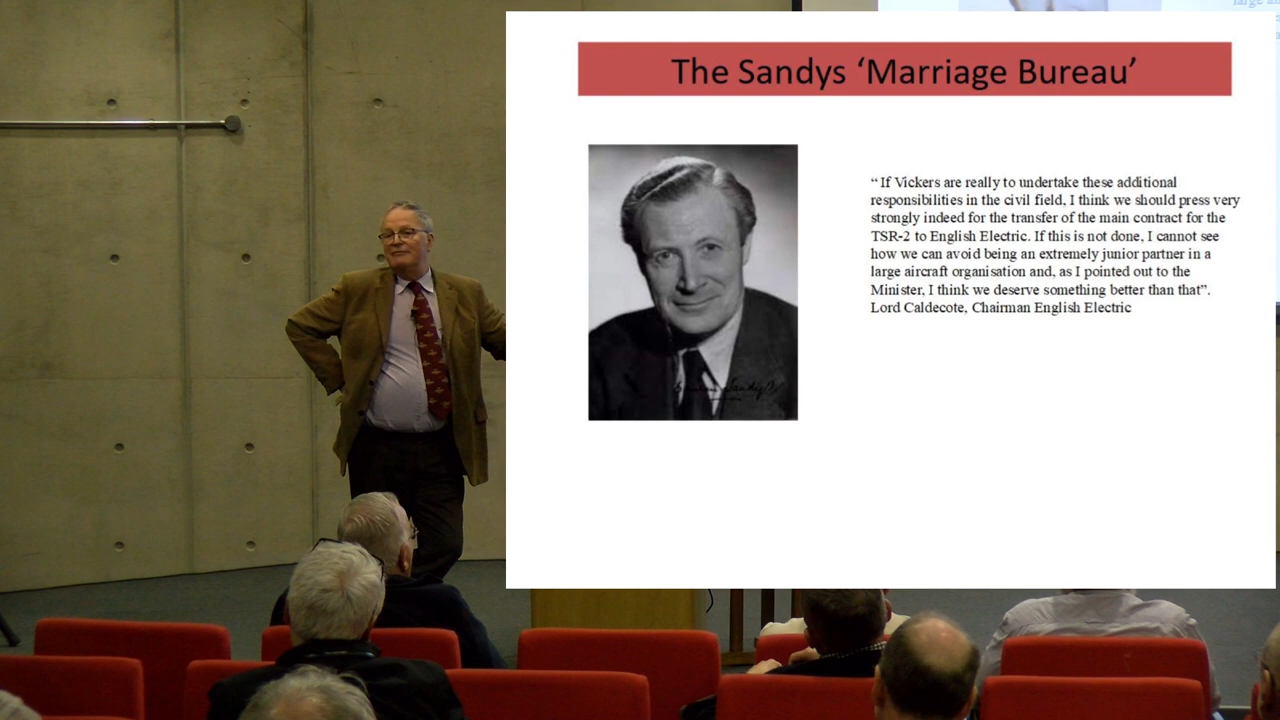 The Sandys ‘Marriage Bureau’
“ If Vickers are really to undertake these additional
responsibilities in the civil field, I think we should press very
strongly indeed for the transfer of the main contract for the
TSR-2 to English Electric. If this is not done, I cannot see
how we can avoid being an extremely junior partner in a
large aircraft organisation and, as I pointed out to the
Minister, I think we deserve something better than that”.
Lord Caldecote, Chairman English Electric
Sandys